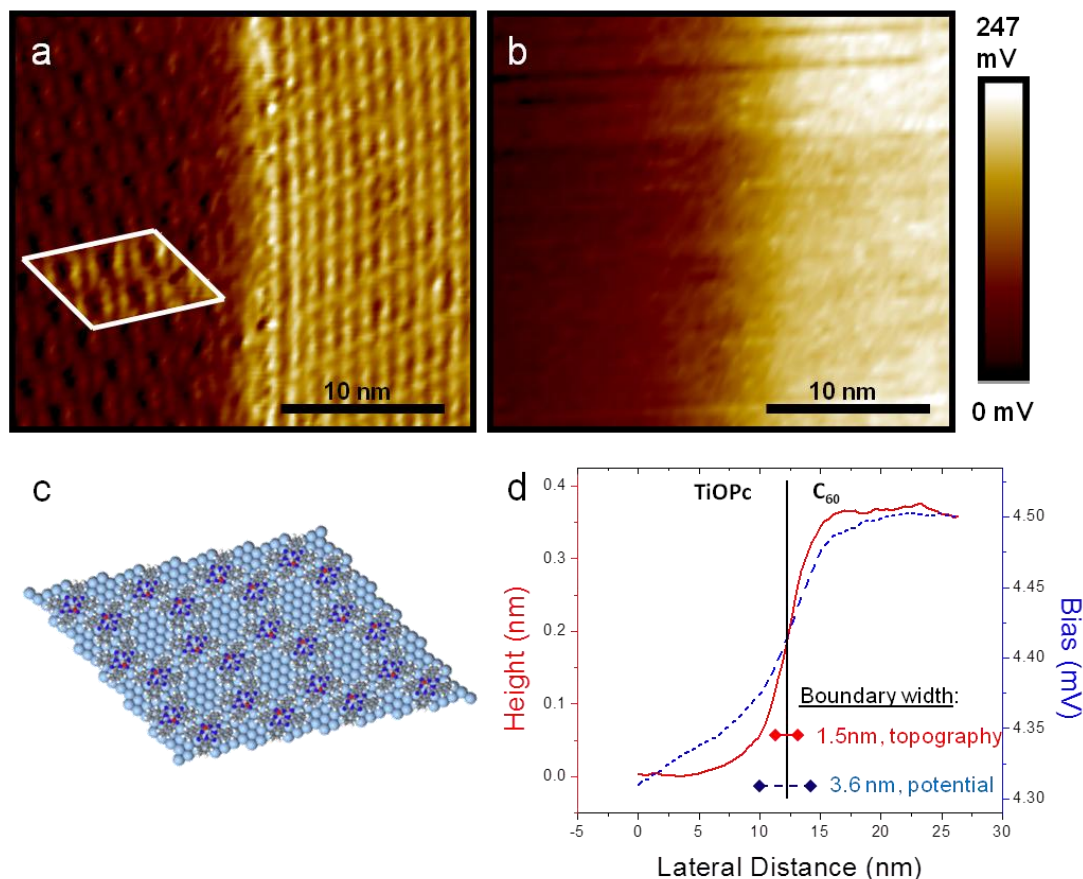 a
b
247
mV
10 nm
10 nm
0 mV
c
d
TiOPc
C₆₀
0.4
0.3
0.2
0.1
0.0
Height (nm)
4.50
4.45
4.40
4.35
4.30
Bias (mV)
Boundary width:
1.5nm, topography
3.6 nm, potential
-5
0
5
10
15
20
25
30
Lateral Distance (nm)